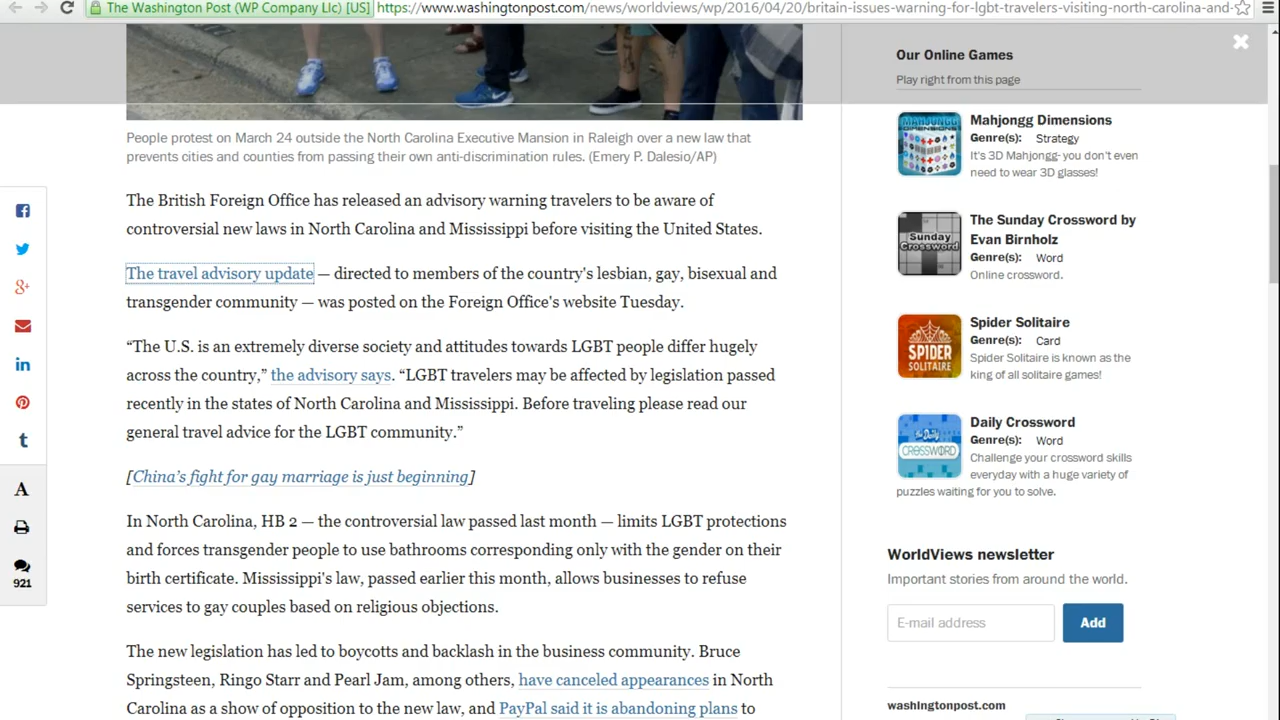 The Washington Post (WP Company Llc) [US]
https://www.washingtonpost.com/news/worldviews/wp/2016/04/20/britain-issues-warning-for-lgbt-travelers-visiting-north-carolina-and-
People protest on March 24 outside the North Carolina Executive Mansion in Raleigh over a new law that
prevents cities and counties from passing their own anti-discrimination rules. (Emery P. Dalesio/AP)
The British Foreign Office has released an advisory warning travelers to be aware of
controversial new laws in North Carolina and Mississippi before visiting the United States.
The travel advisory update — directed to members of the country's lesbian, gay, bisexual and
transgender community — was posted on the Foreign Office's website Tuesday.
“The U.S. is an extremely diverse society and attitudes towards LGBT people differ hugely
across the country,” the advisory says. “LGBT travelers may be affected by legislation passed
recently in the states of North Carolina and Mississippi. Before traveling please read our
general travel advice for the LGBT community.”
[China’s fight for gay marriage is just beginning]
In North Carolina, HB 2 — the controversial law passed last month — limits LGBT protections
and forces transgender people to use bathrooms corresponding only with the gender on their
birth certificate. Mississippi's law, passed earlier this month, allows businesses to refuse
services to gay couples based on religious objections.
The new legislation has led to boycotts and backlash in the business community. Bruce
Springsteen, Ringo Starr and Pearl Jam, among others, have canceled appearances in North
Carolina as a show of opposition to the new law, and PayPal said it is abandoning plans to
921
Our Online Games
Play right from this page
MAHJONGG
DIMENSIONS
Mahjongg Dimensions
Genre(s): Strategy
It's 3D Mahjongg- you don't even
need to wear 3D glasses!
Sunday
Crossword
The Sunday Crossword by
Evan Birnholz
Genre(s): Word
Online crossword.
SPIDER
SOLITAIRE
Spider Solitaire
Genre(s): Card
Spider Solitaire is known as the
king of all solitaire games!
The Daily
CROSSWORD
Daily Crossword
Genre(s): Word
Challenge your crossword skills
everyday with a huge variety of
puzzles waiting for you to solve.
WorldViews newsletter
Important stories from around the world.
E-mail address
Add
washingtonpost.com